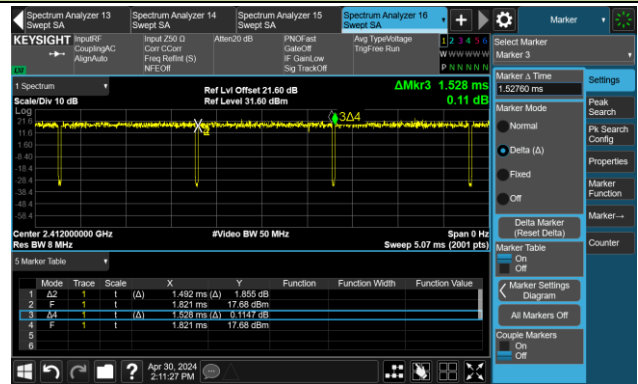 Spectrum Analyzer 13 Swept SA
Spectrum Analyzer 14 Swept SA
Spectrum Analyzer 15 Swept SA
Spectrum Analyzer 16 Swept SA
+
Marker
KEYSIGHT
Input:RF
Coupling:AC
Align:Auto
Input Z:50 Ω
Corr CCorr
Freq Ref:Int (S)
NFE:Off
Atten:20 dB
PNO:Fast
Gate:Off
IF Gain:Low
Sig Track:Off
Avg Type:Voltage
Trig:Free Run
1 2 3 4 5 6
W W W W W W
P N N N N N
Select Marker
Marker 3
1 Spectrum
Scale/Div 10 dB
Ref Lvl Offset 21.60 dB
Ref Level 31.60 dBm
ΔMkr3 1.528 ms
0.11 dB
Log
21.6
11.6
1.60
-8.40
-18.4
-28.4
-38.4
-48.4
-58.4
2
3Δ4
Center 2.412000000 GHz
Res BW 8 MHz
#Video BW 50 MHz
Span 0 Hz
Sweep 5.07 ms (2001 pts)
5 Marker Table
Mode Trace Scale X Y Function Function Width Function Value
1 Δ2 1 t (Δ) 1.492 ms (Δ) 1.855 dB
2 F 1 t 1.821 ms 17.68 dBm
3 Δ4 1 t (Δ) 1.528 ms (Δ) 0.1147 dB
4 F 1 t 1.821 ms 17.68 dBm
5
6
Marker Δ Time
1.52760 ms
Marker Mode
Normal
Delta (Δ)
Fixed
Off
Delta Marker
(Reset Delta)
Marker Table
On
Off
Marker Settings
Diagram
All Markers Off
Couple Markers
On
Off
Settings
Peak
Search
Pk Search
Config
Properties
Marker
Function
Marker→
Counter
?
Apr 30, 2024
2:11:27 PM